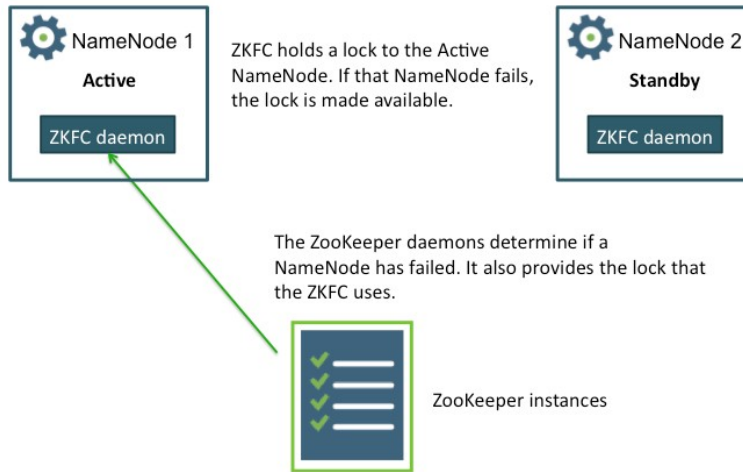 NameNode 1
Active
ZKFC daemon
ZKFC holds a lock to the Active
NameNode. If that NameNode fails,
the lock is made available.
NameNode 2
Standby
ZKFC daemon
The ZooKeeper daemons determine if a
NameNode has failed. It also provides the lock that
the ZKFC uses.
ZooKeeper instances